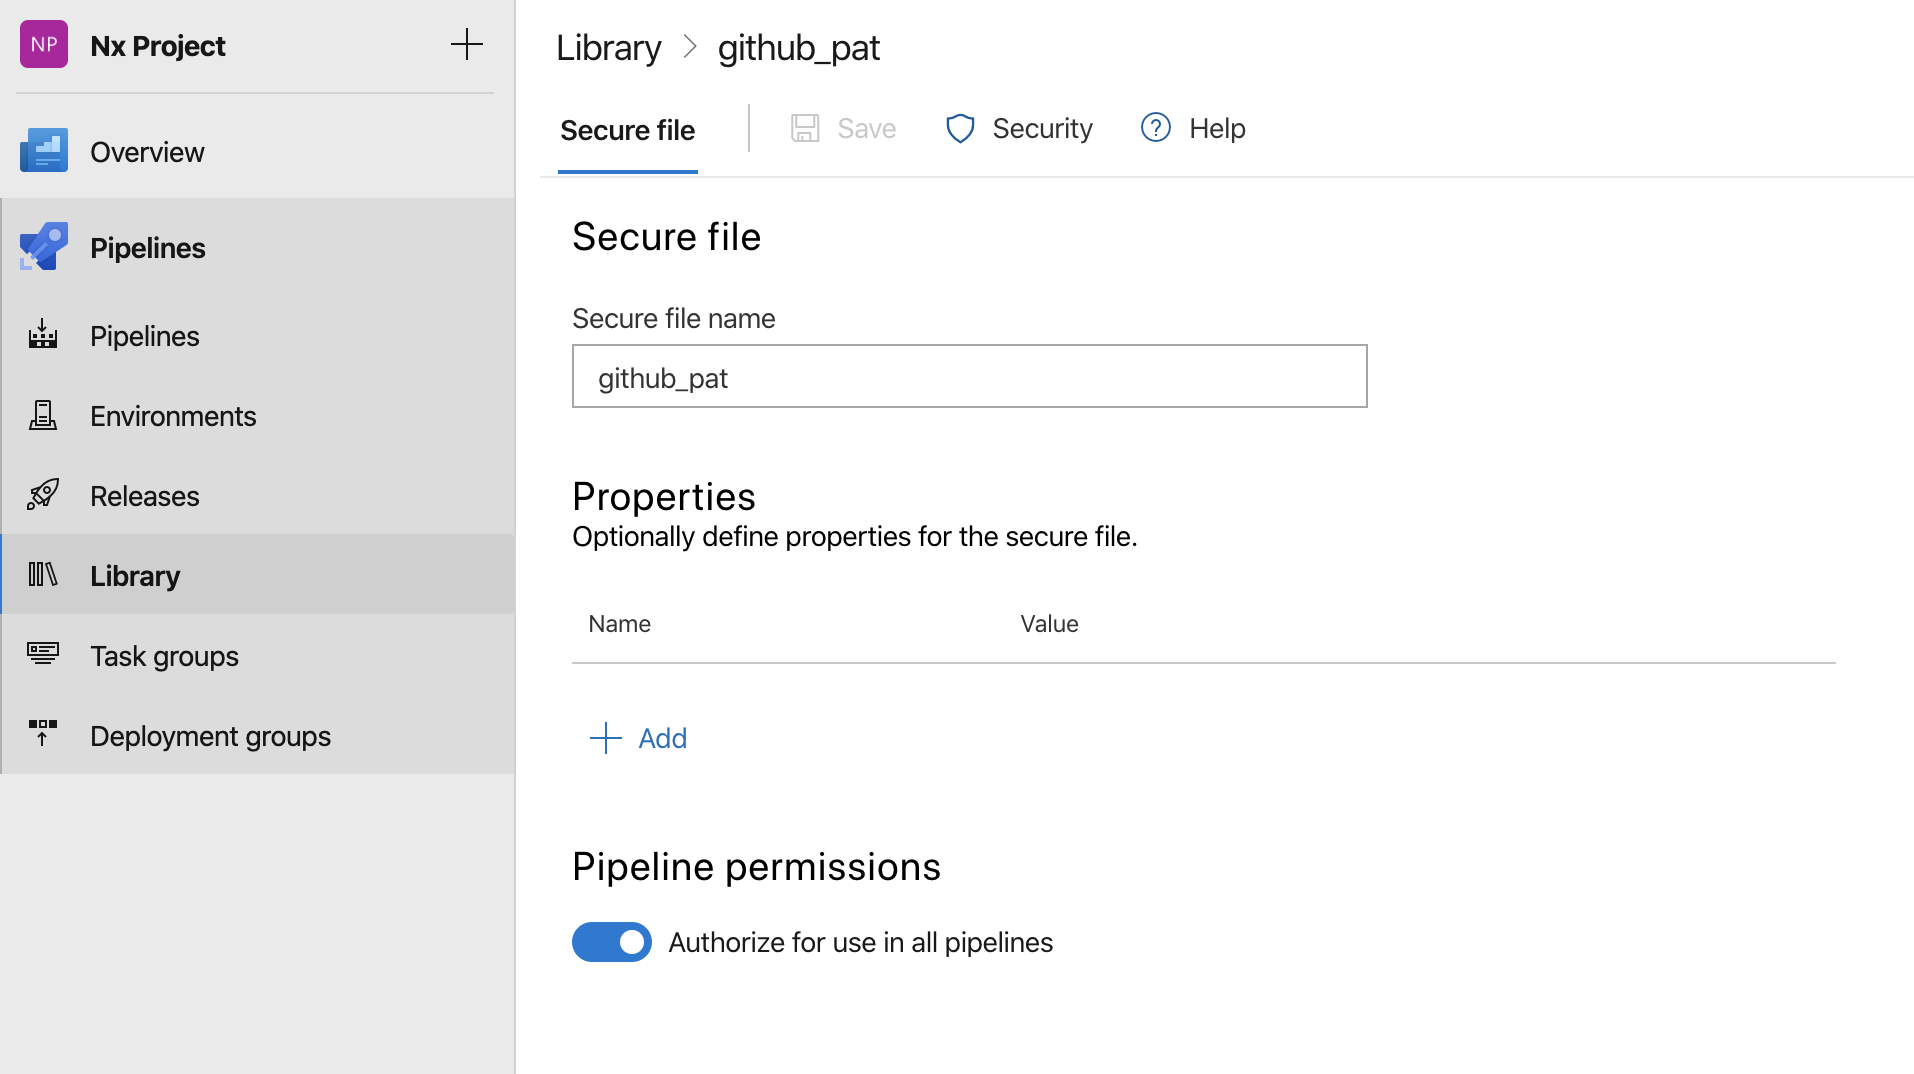 NP Nx Project
Overview
Pipelines
Pipelines
Environments
Releases
Library
Task groups
Deployment groups
Library > github_pat
Secure file Save Security ? Help
Secure file
Secure file name
github_pat
Properties
Optionally define properties for the secure file.
Name Value
Add
Pipeline permissions
Authorize for use in all pipelines